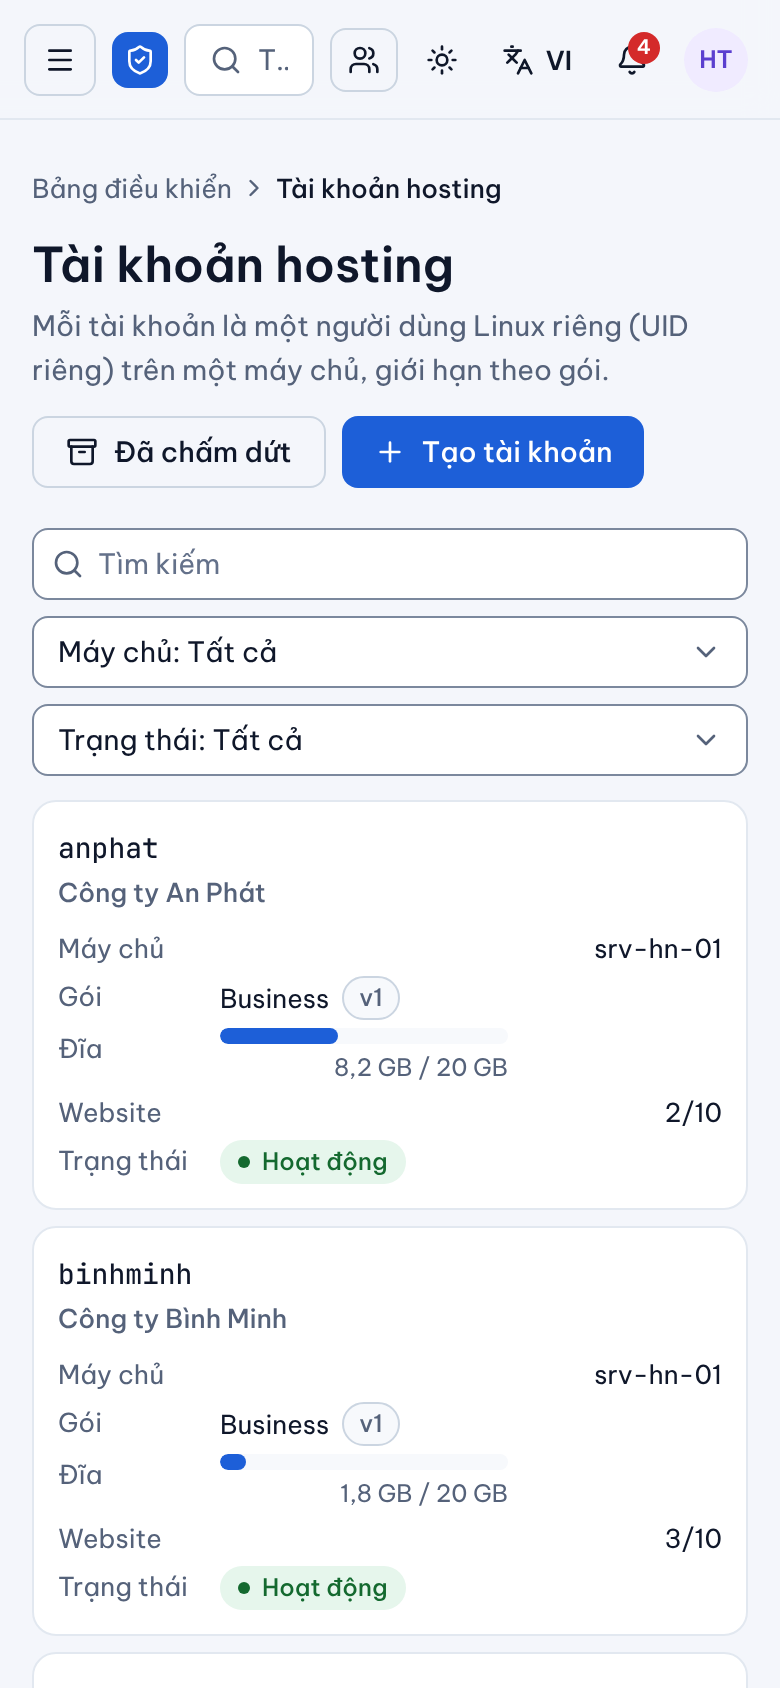 T..
VI
4
HT
Bảng điều khiển > Tài khoản hosting
Tài khoản hosting
Mỗi tài khoản là một người dùng Linux riêng (UID
riêng) trên một máy chủ, giới hạn theo gói.
Đã chấm dứt
Tạo tài khoản
Tìm kiếm
Máy chủ: Tất cả
Trạng thái: Tất cả
anphat
Công ty An Phát
Máy chủ srv-hn-01
Gói Business v1
Đĩa 8,2 GB / 20 GB
Website 2/10
Trạng thái Hoạt động
binhminh
Công ty Bình Minh
Máy chủ srv-hn-01
Gói Business v1
Đĩa 1,8 GB / 20 GB
Website 3/10
Trạng thái Hoạt động